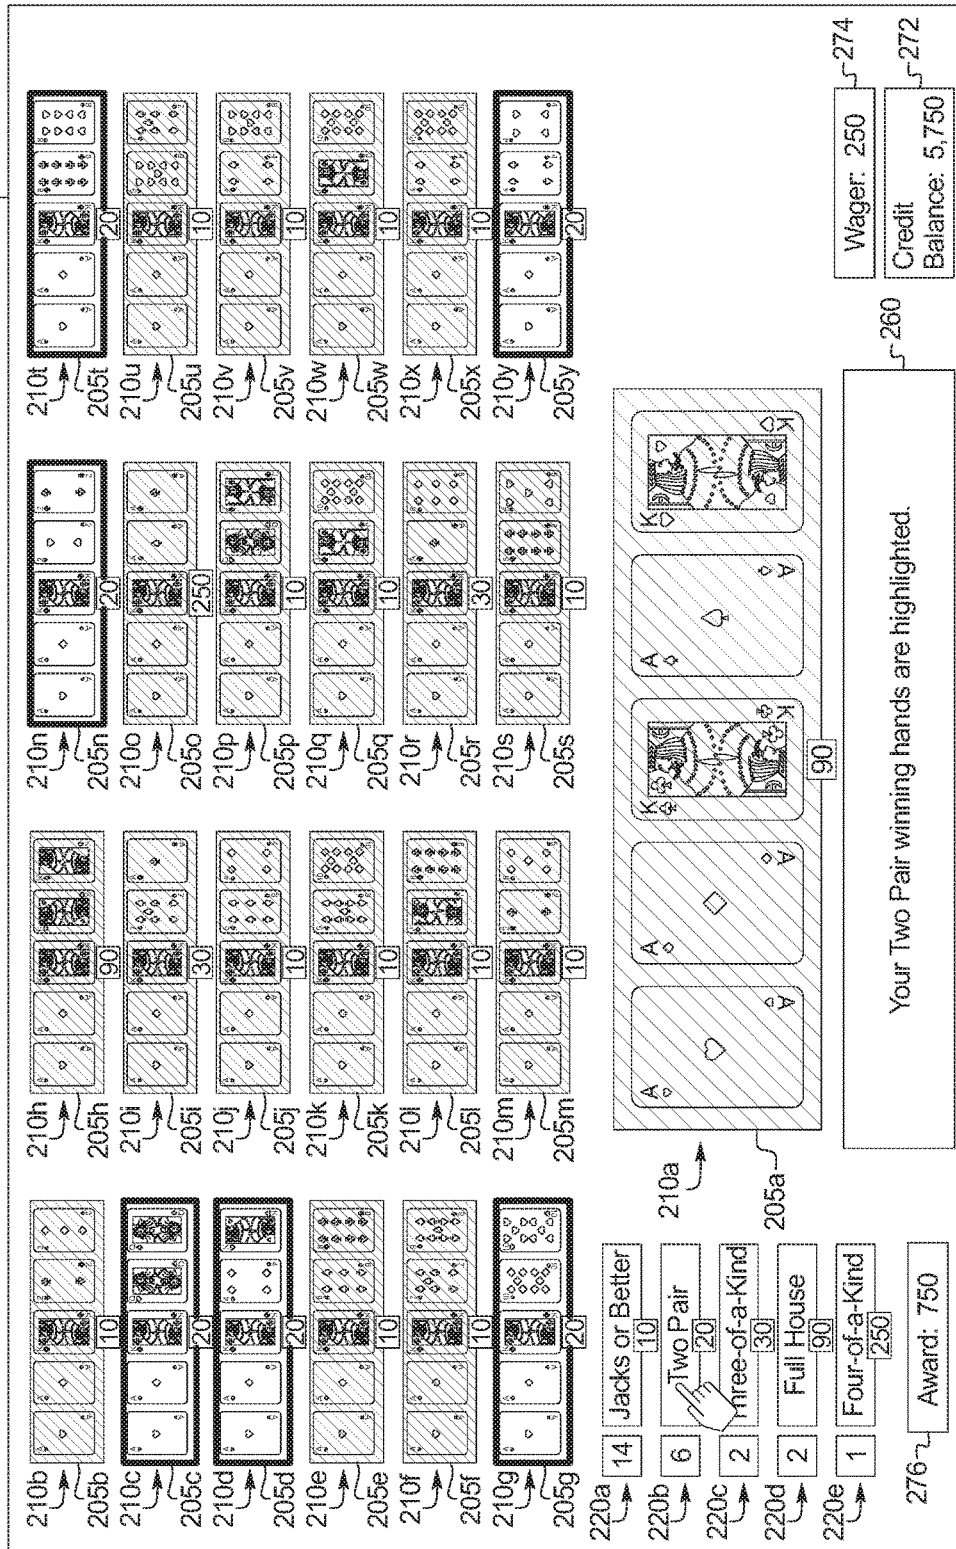 210b 210h 210n 210t
205b 205h 205n 205t
10 90 20 20
210c 210i 210o 210u
205c 205i 205o 205u
20 30 250 10
210d 210j 210p 210v
205d 205j 205p 205v
20 10 10 10
210e 210k 210q 210w
205e 205k 205q 205w
10 10 10 10
210f 210l 210r 210x
205f 205l 205r 205x
10 10 30 10
210g 210m 210s 210y
205g 205m 205s 205y
20 10 10 20
220a 14 Jacks or Better
10
220b 6 Two Pair
20
220c 2 Three-of-a-Kind
30
220d 2 Full House
90
220e 1 Four-of-a-Kind
250
276 Award: 750
210a
205a
A A K A K
A A K A K
90
Your Two Pair winning hands are highlighted.
260
Wager: 250
274
Credit
Balance: 5,750
272